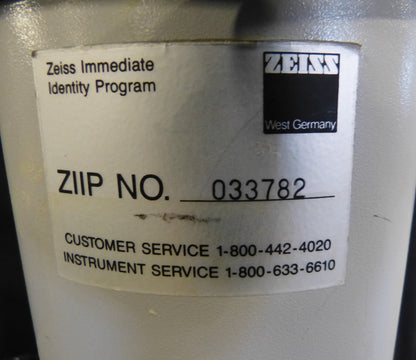 Zeiss Immediate
Identity Program
ZEISS
West Germany
ZIIP NO. 033782
CUSTOMER SERVICE 1-800-442-4020
INSTRUMENT SERVICE 1-800-633-6610